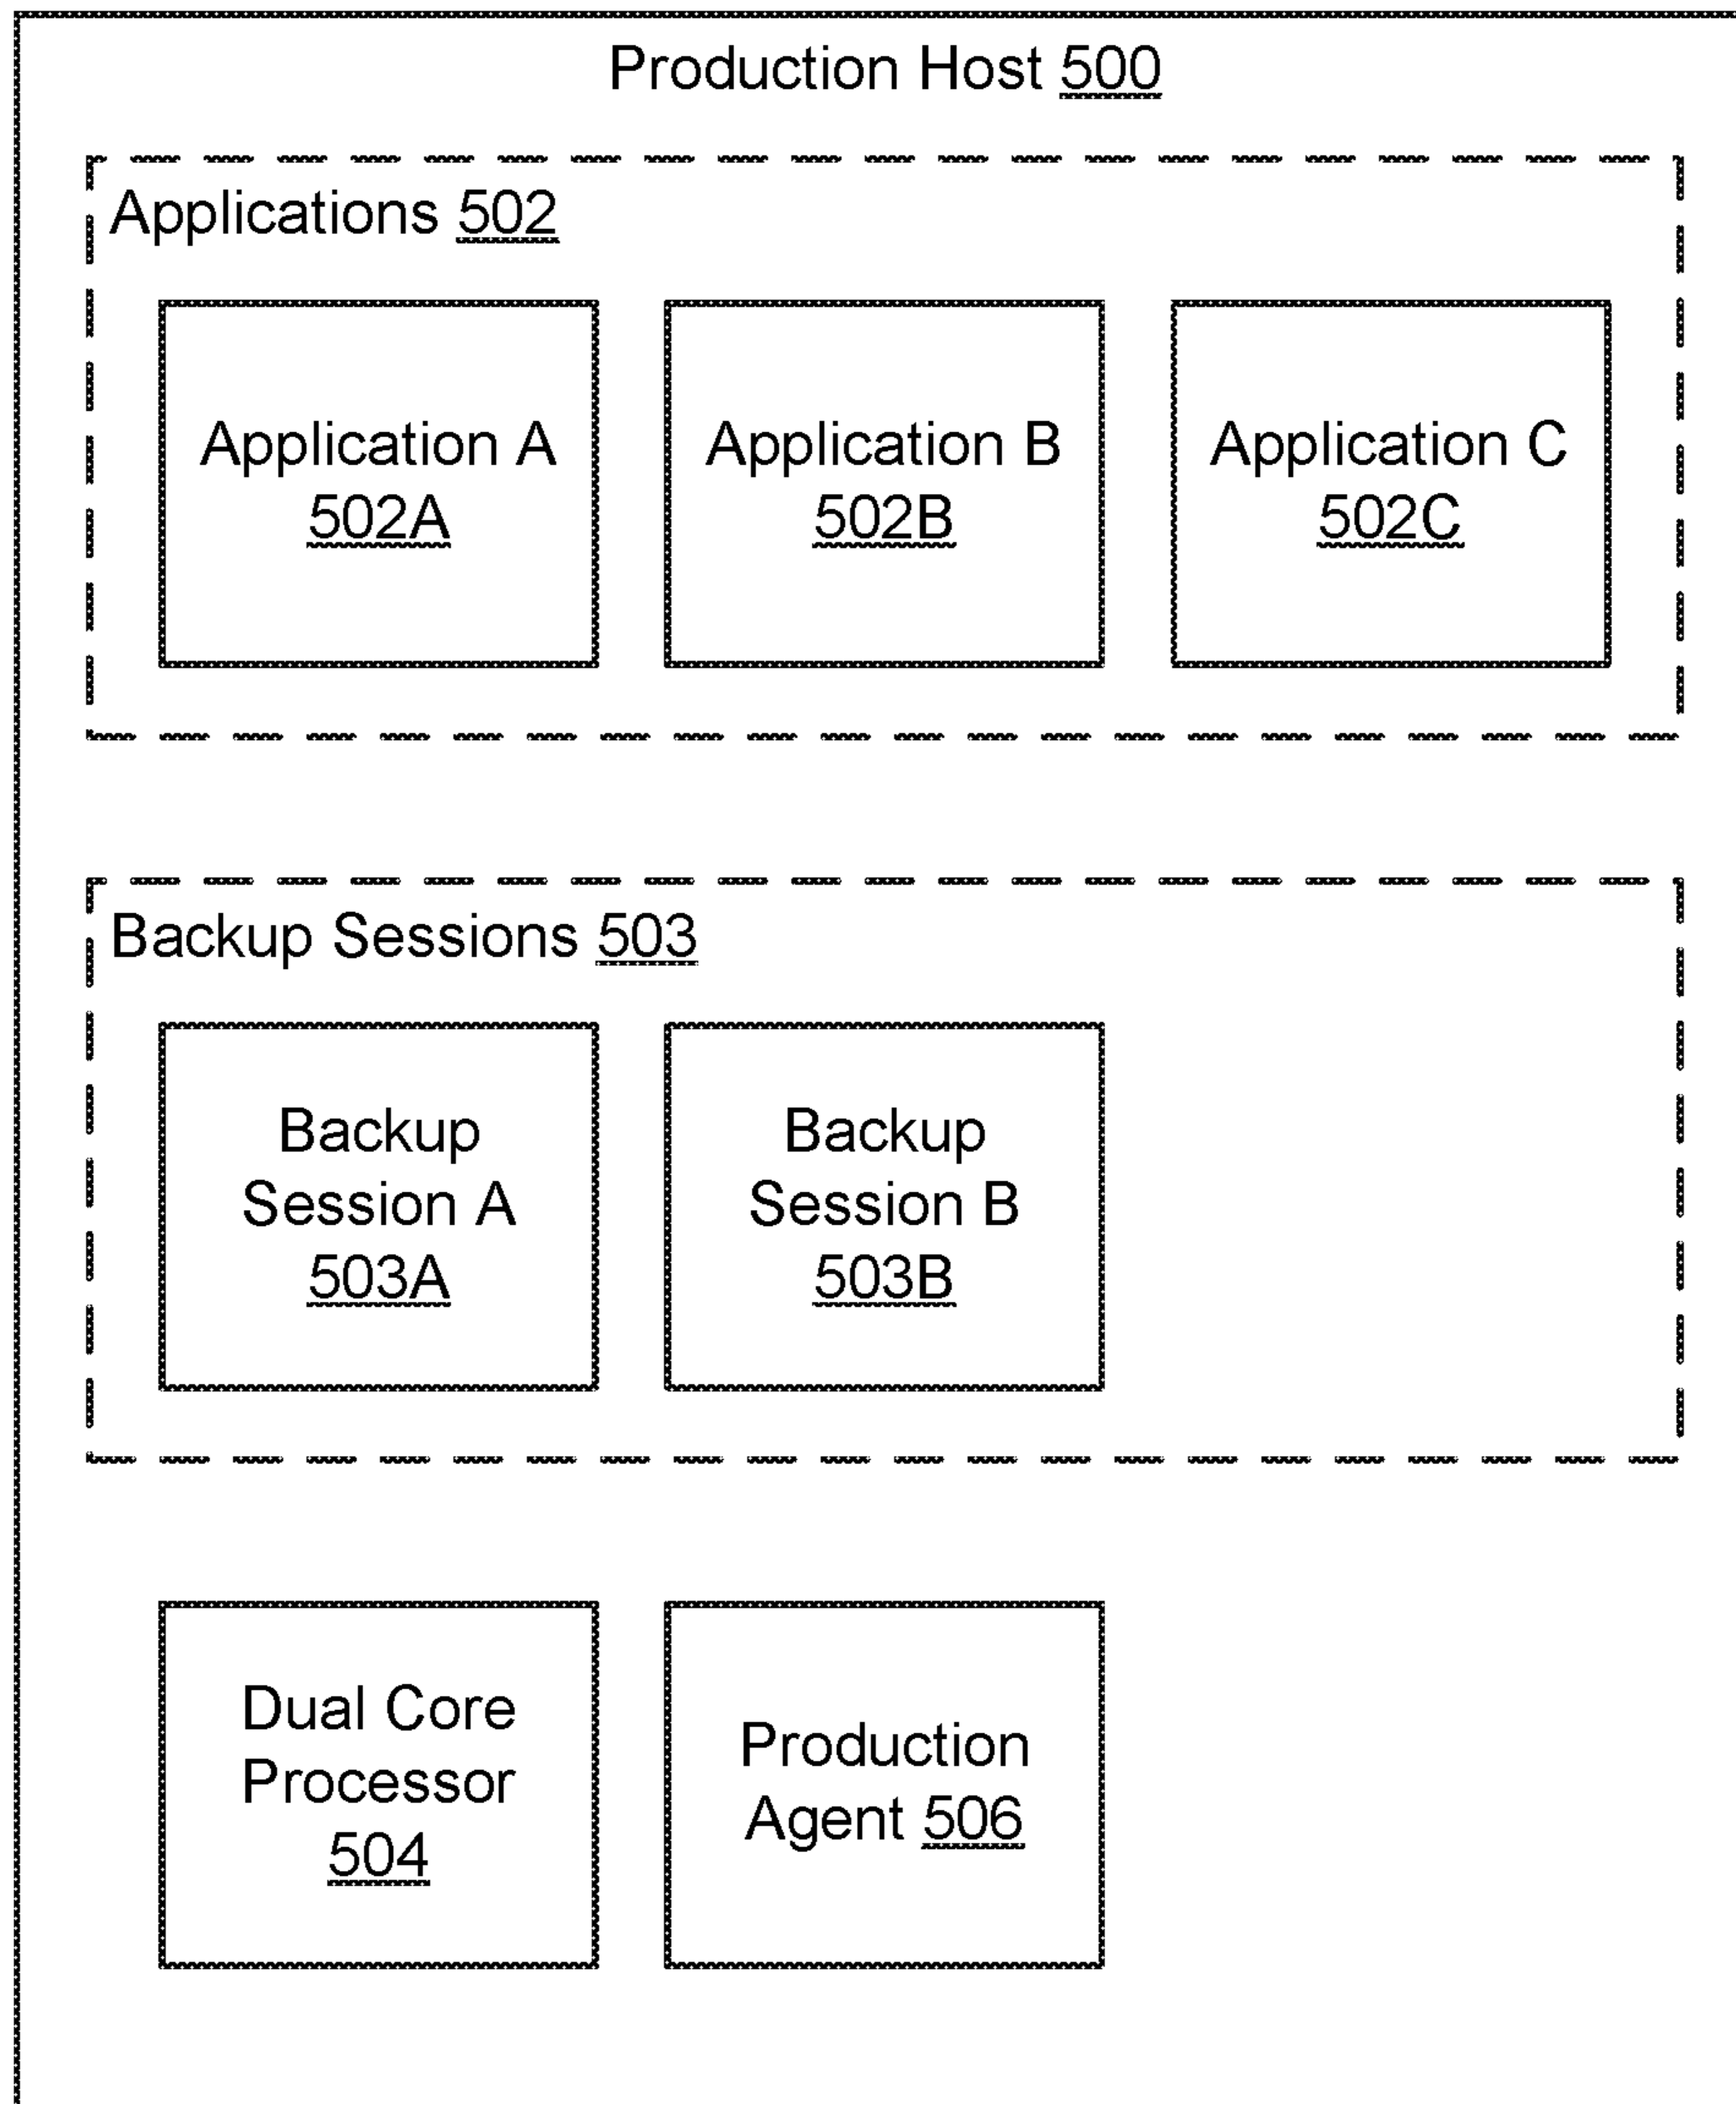 Production Host 500
Applications 502
Application A
502A
Application B
502B
Application C
502C
Backup Sessions 503
Backup
Session A
503A
Backup
Session B
503B
Dual Core
Processor
504
Production
Agent 506